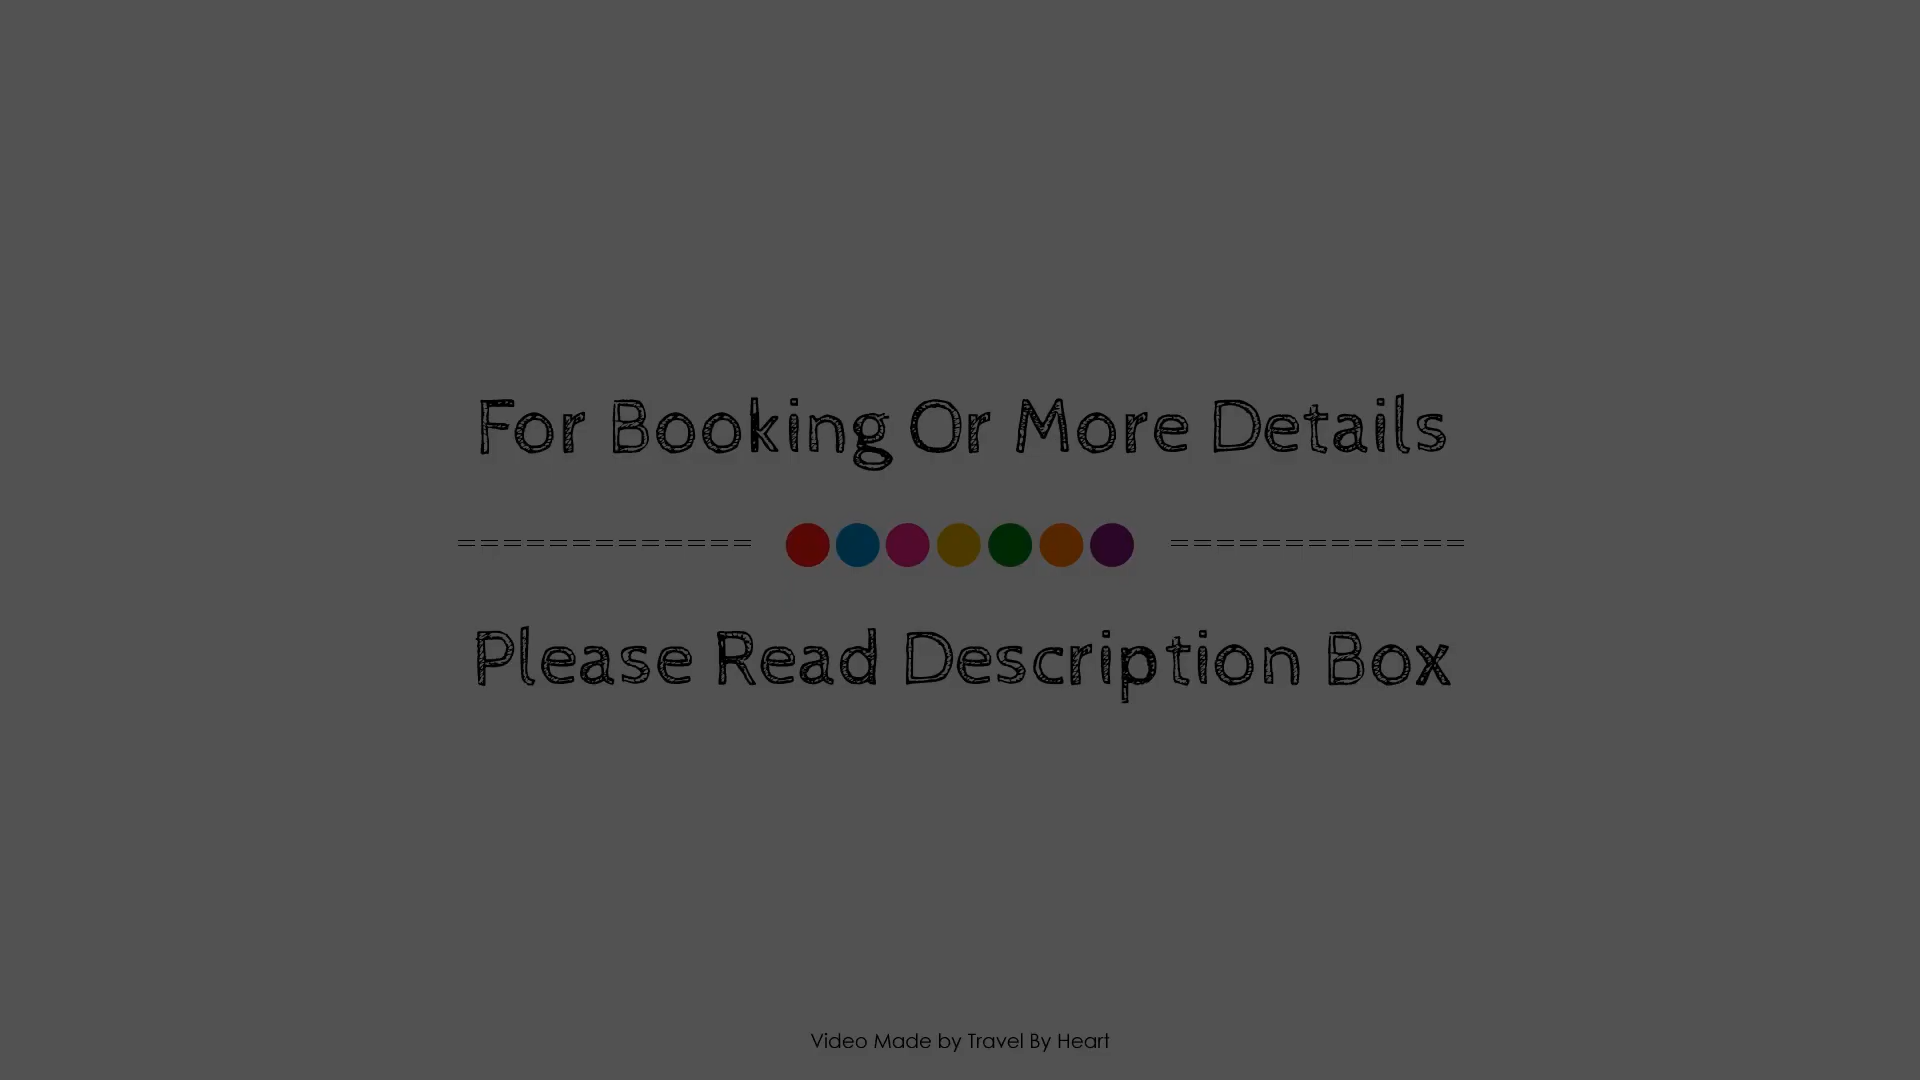 For Booking Or More Details
============= =============
Please Read Description Box
Video Made by Travel By Heart